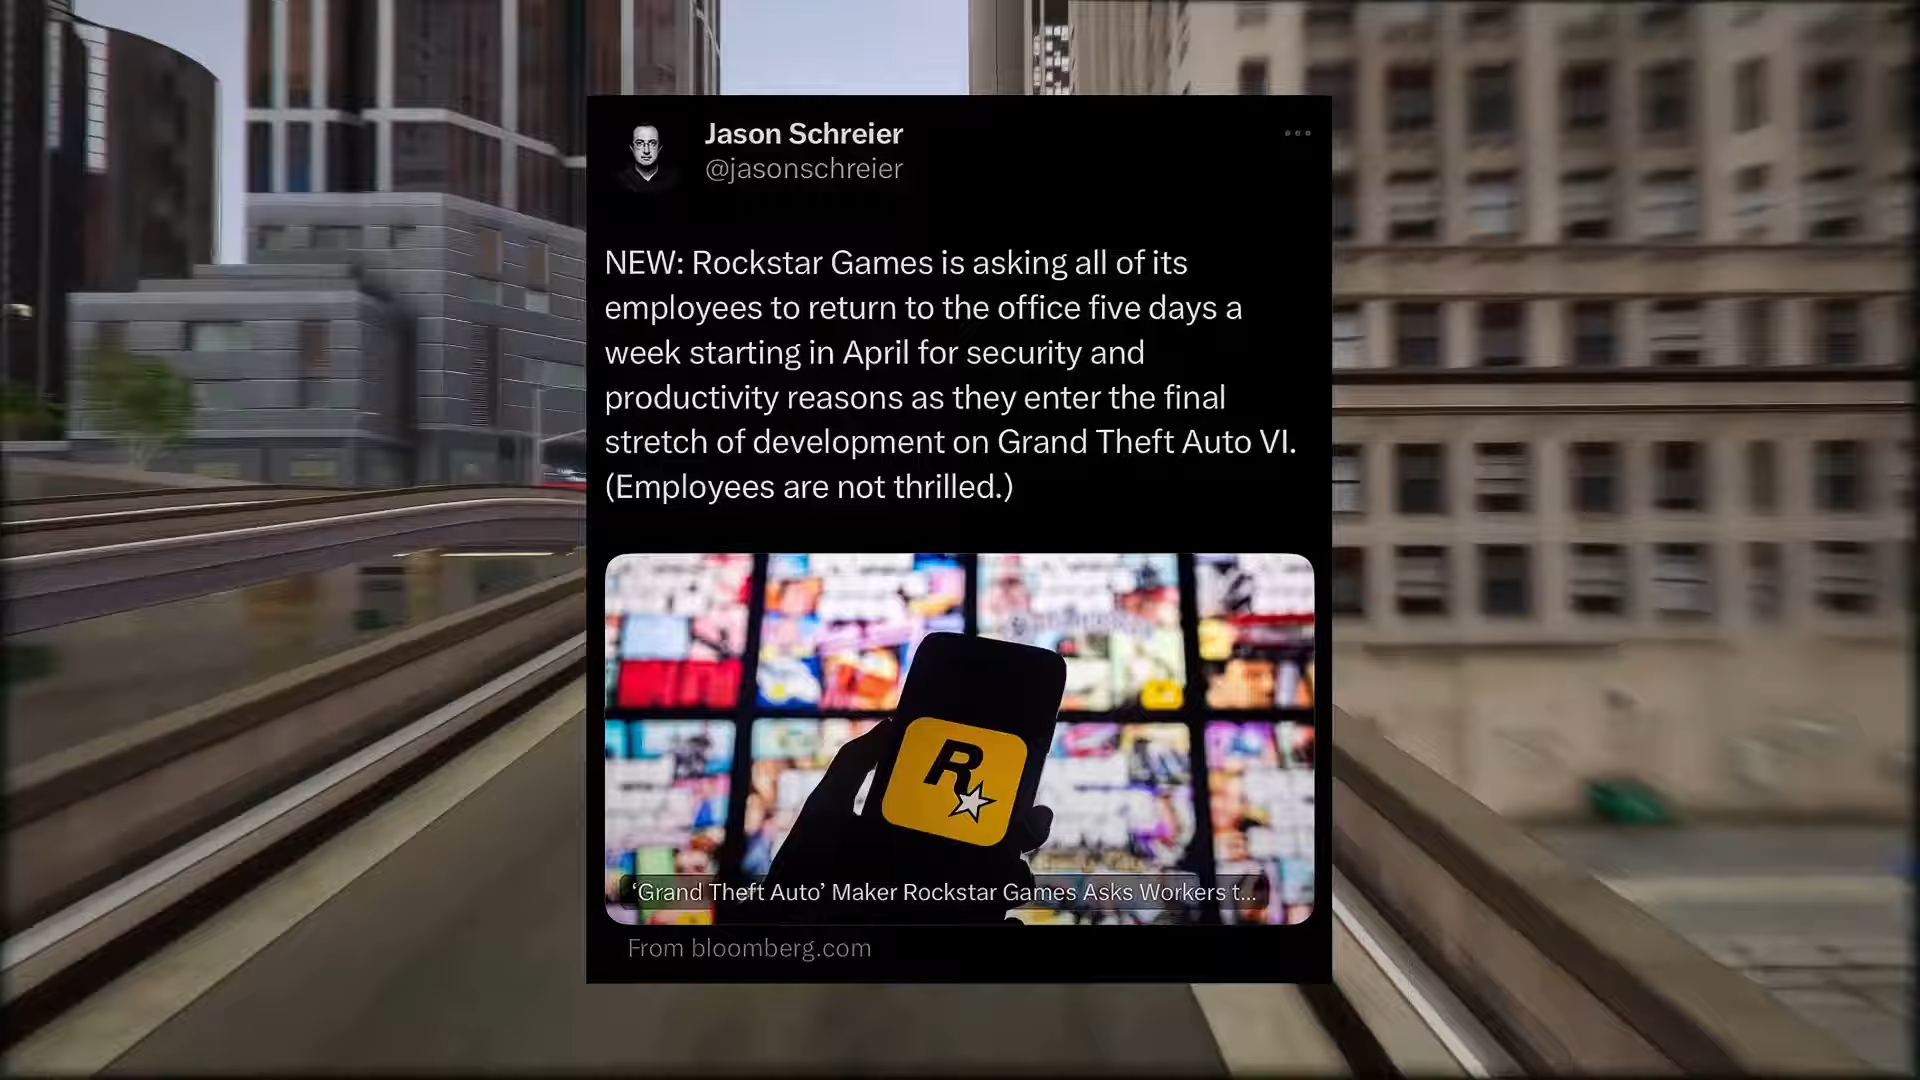 Jason Schreier
@jasonschreier
NEW: Rockstar Games is asking all of its
employees to return to the office five days a
week starting in April for security and
productivity reasons as they enter the final
stretch of development on Grand Theft Auto VI.
(Employees are not thrilled.)
R
‘Grand Theft Auto’ Maker Rockstar Games Asks Workers t...
From bloomberg.com